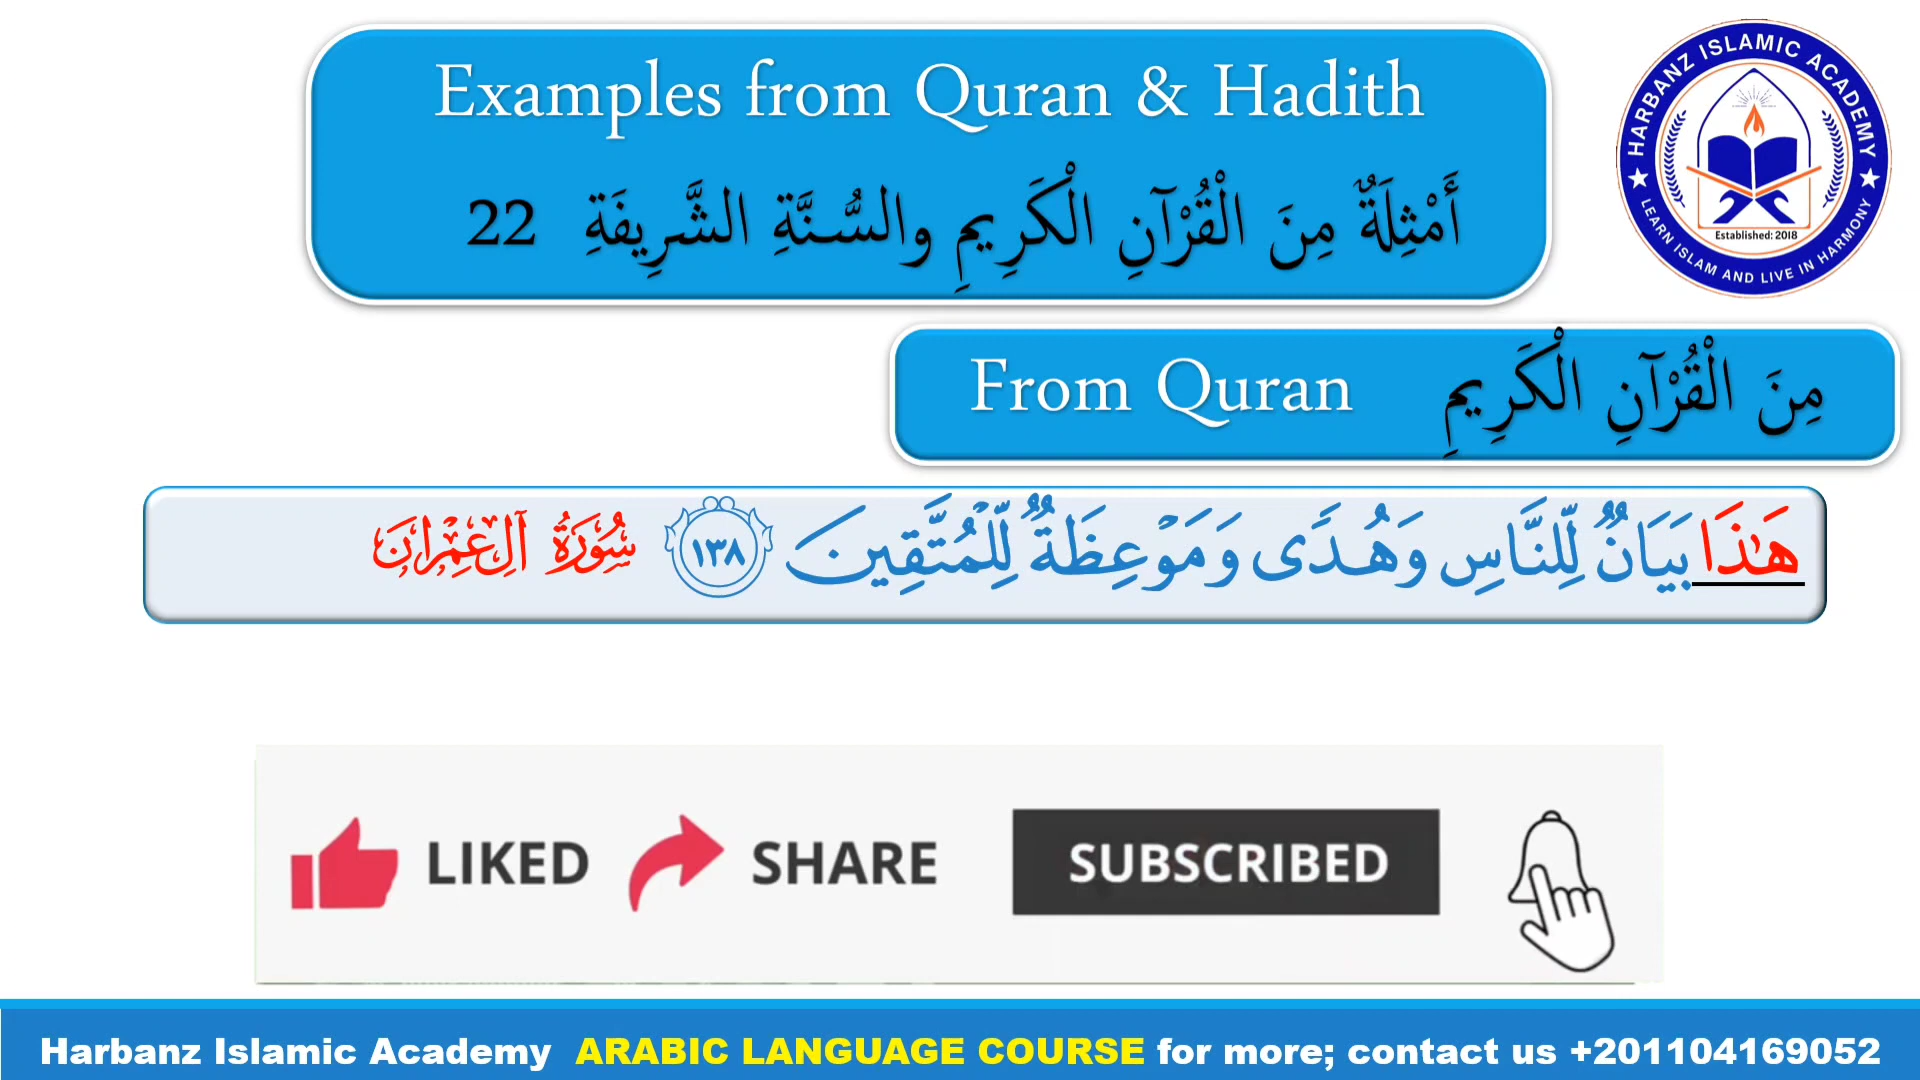 Examples from Quran & Hadith
أَمْثِلَةٌ مِنَ الْقُرْآنِ الْكَرِيمِ والسُّنَّةِ الشَّرِيفَةِ 22
HARBANZ ISLAMIC ACADEMY
Established: 2018
LEARN ISLAM AND LIVE IN HARMONY
From Quran مِنَ الْقُرْآنِ الْكَرِيمِ
هَٰذَا بَيَانٌ لِّلنَّاسِ وَهُدًى وَمَوْعِظَةٌ لِّلْمُتَّقِينَ ١٣٨ سُورَةُ آلِ عِمْرَانَ
LIKED SHARE SUBSCRIBED
Harbanz Islamic Academy ARABIC LANGUAGE COURSE for more; contact us +201104169052